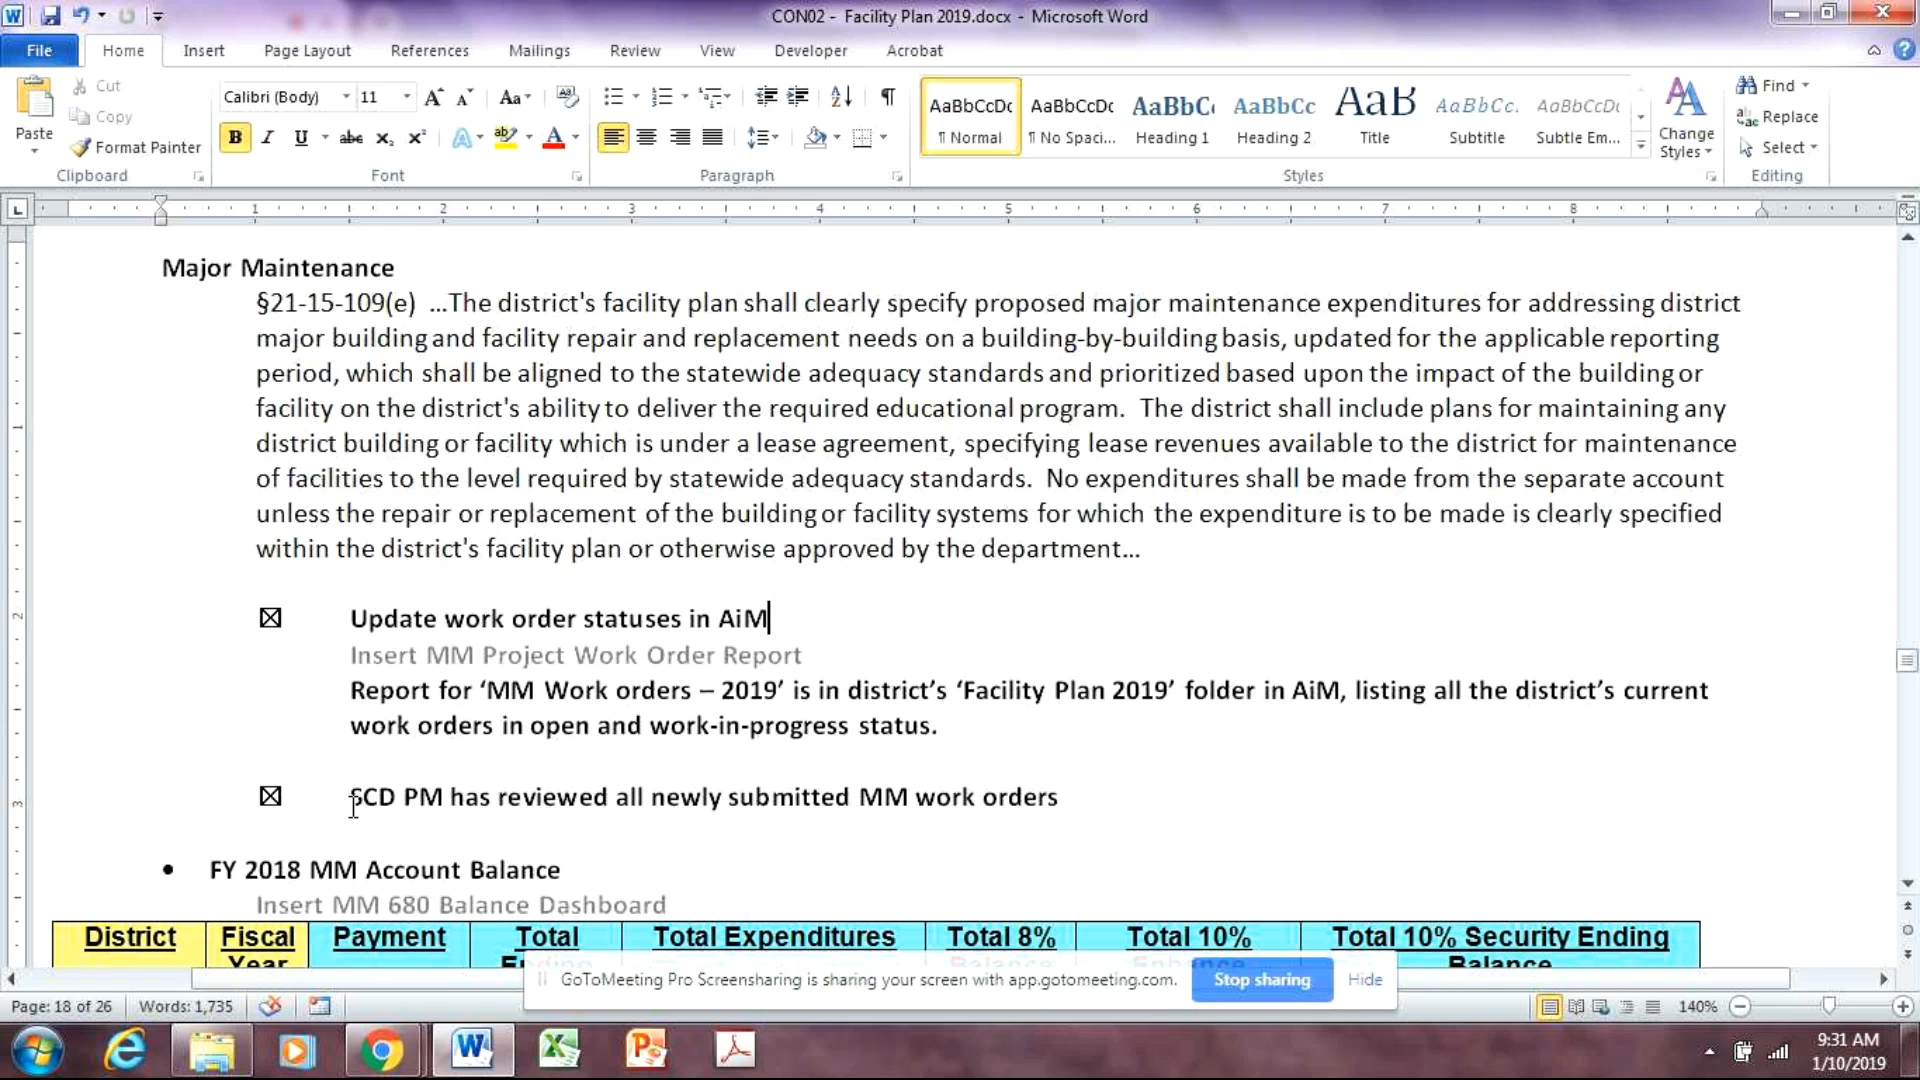 CON02 - Facility Plan 2019.docx - Microsoft Word
File Home Insert Page Layout References Mailings Review View Developer Acrobat
Cut
Copy
Format Painter
Paste
Calibri (Body) 11
AaBbCcDc AaBbCcDc AaBbC AaBbCc AaB AaBbCc. AaBbCcDc
¶ Normal ¶ No Spaci... Heading 1 Heading 2 Title Subtitle Subtle Em...
Change Styles
Find
Replace
Select
Clipboard Font Paragraph Styles Editing
1 2 3 4 5 6 7 8
Major Maintenance
§21-15-109(e) …The district's facility plan shall clearly specify proposed major maintenance expenditures for addressing district
major building and facility repair and replacement needs on a building-by-building basis, updated for the applicable reporting
period, which shall be aligned to the statewide adequacy standards and prioritized based upon the impact of the building or
facility on the district's ability to deliver the required educational program. The district shall include plans for maintaining any
district building or facility which is under a lease agreement, specifying lease revenues available to the district for maintenance
of facilities to the level required by statewide adequacy standards. No expenditures shall be made from the separate account
unless the repair or replacement of the building or facility systems for which the expenditure is to be made is clearly specified
within the district's facility plan or otherwise approved by the department…
☒ Update work order statuses in AiM
Insert MM Project Work Order Report
Report for ‘MM Work orders – 2019’ is in district’s ‘Facility Plan 2019’ folder in AiM, listing all the district’s current
work orders in open and work-in-progress status.
☒ SCD PM has reviewed all newly submitted MM work orders
• FY 2018 MM Account Balance
Insert MM 680 Balance Dashboard
District Fiscal Payment Total Total Expenditures Total 8% Total 10% Total 10% Security Ending
Year Ending Balance Enhance Balance
GoToMeeting Pro Screensharing is sharing your screen with app.gotomeeting.com. Stop sharing Hide
Page: 18 of 26 Words: 1,735 140%
9:31 AM
1/10/2019